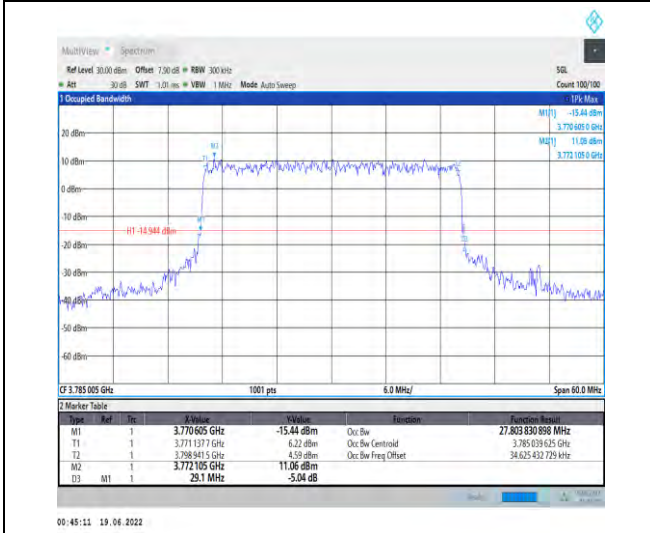 MultiView Spectrum
Ref Level 30.00 dBm Offset 7.90 dB RBW 300 kHz SGL
Att 30 dB SWT 1.01 ms VBW 1 MHz Mode Auto Sweep Count 100/100
1 Occupied Bandwidth 1Pk Max
M1[1] -15.44 dBm
3.770 605 0 GHz
M2[1] 11.06 dBm
3.772 105 0 GHz
20 dBm
M2
T1
10 dBm
0 dBm
-10 dBm
M1
H1 -14.944 dBm
D3
-20 dBm
-30 dBm
-40 dBm
-50 dBm
-60 dBm
CF 3.785 005 GHz 1001 pts 6.0 MHz/ Span 60.0 MHz
2 Marker Table
Type Ref Trc X-Value Y-Value Function Function Result
M1 1 3.770 605 GHz -15.44 dBm Occ Bw 27.803 830 898 MHz
T1 1 3.771 137 7 GHz 6.22 dBm Occ Bw Centroid 3.785 039 625 GHz
T2 1 3.798 941 5 GHz 4.59 dBm Occ Bw Freq Offset 34.625 432 729 kHz
M2 1 3.772 105 GHz 11.06 dBm
D3 M1 1 29.1 MHz -5.04 dB
00:45:11 19.06.2022